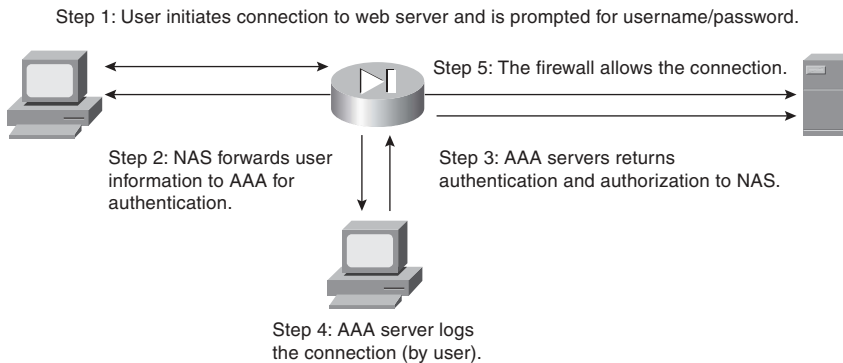 Step 1: User initiates connection to web server and is prompted for username/password.
Step 5: The firewall allows the connection.
Step 2: NAS forwards user
information to AAA for
authentication.
Step 3: AAA servers returns
authentication and authorization to NAS.
Step 4: AAA server logs
the connection (by user).